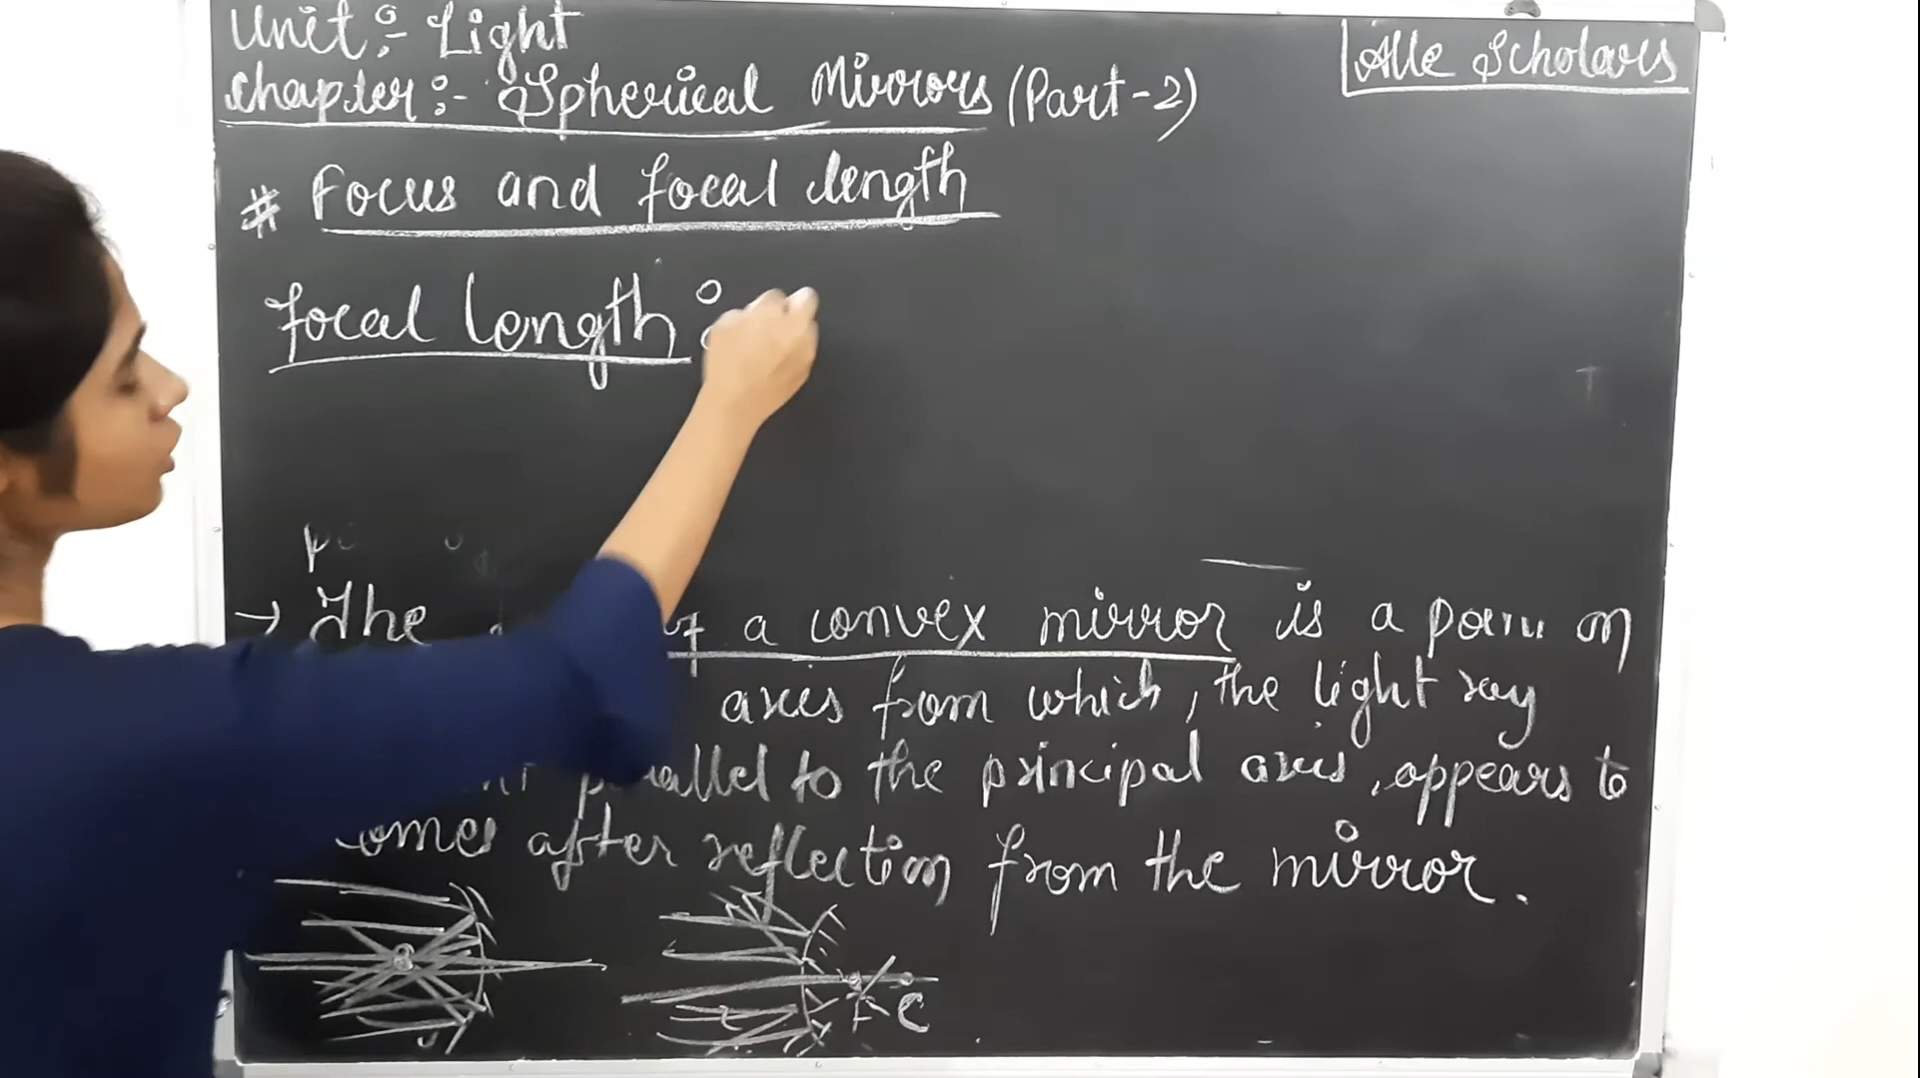 Unit:- Light
Alle Scholars
Chapter:- Spherical Mirrors (Part-2)
# Focus and focal length
focal length :
→ The of a convex mirror is a point on
axis from which, the light ray
parallel to the principal axis, appears to
comes after reflection from the mirror.
C